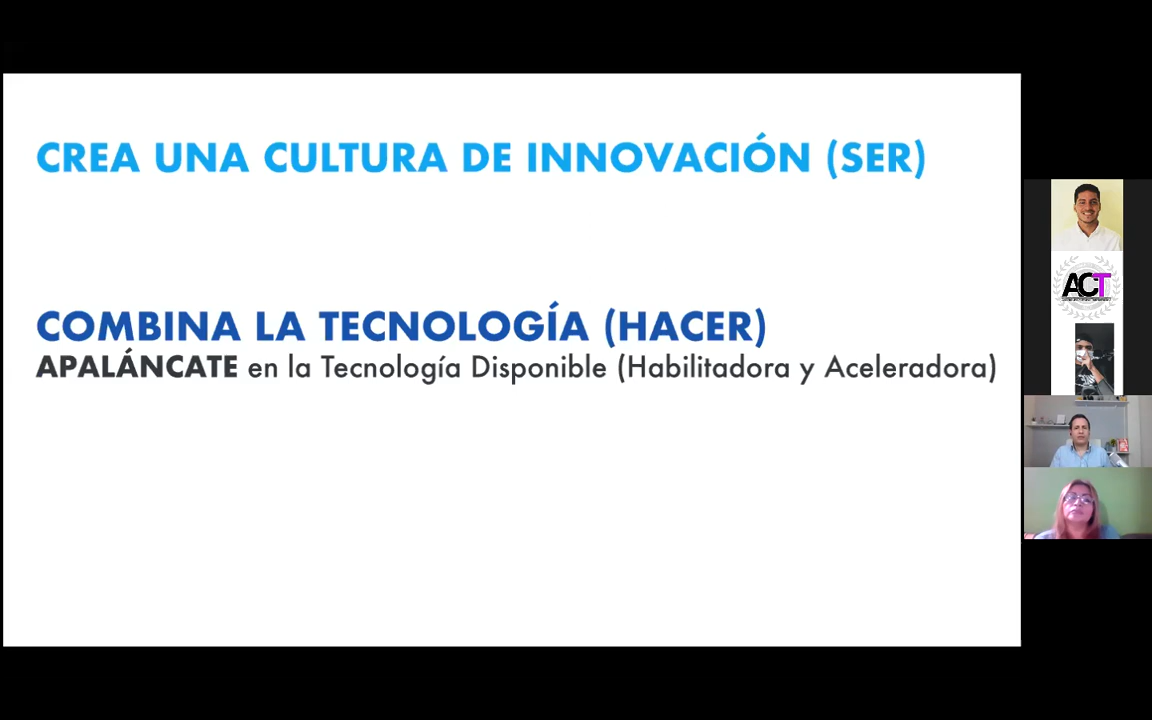 CREA UNA CULTURA DE INNOVACIÓN (SER)
COMBINA LA TECNOLOGÍA (HACER)
APALÁNCATE en la Tecnología Disponible (Habilitadora y Aceleradora)
ACT